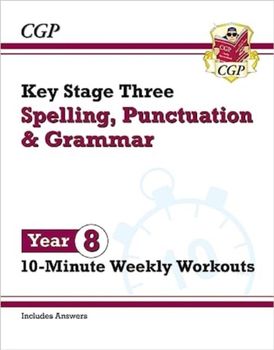 CGP
CGP
Key Stage Three
Spelling, Punctuation
& Grammar
Year 8
10-Minute Weekly Workouts
Includes Answers